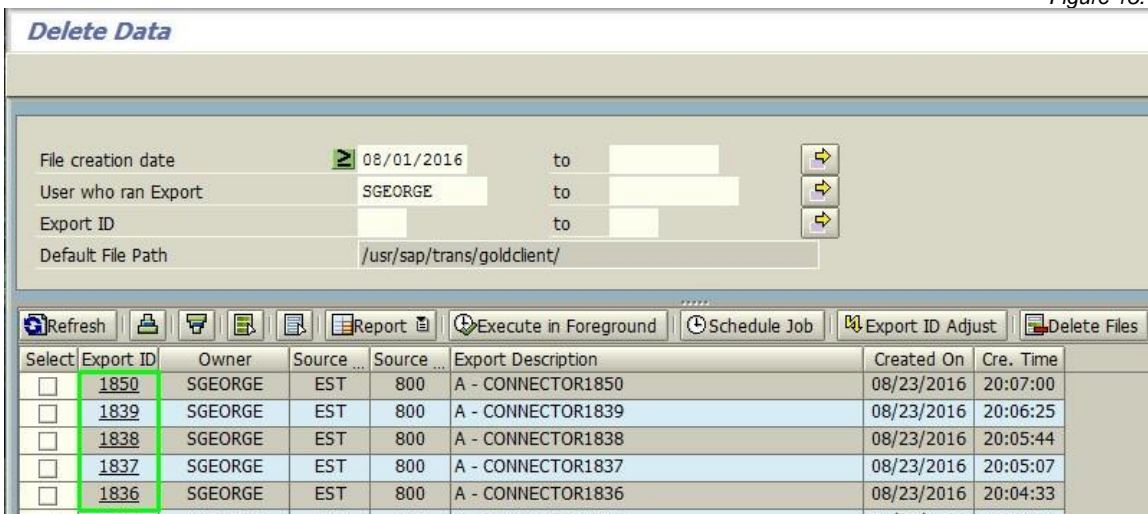 Delete Data
File creation date ≥ 08/01/2016 to
User who ran Export SGEORGE to
Export ID to
Default File Path /usr/sap/trans/goldclient/
Refresh Report Execute in Foreground Schedule Job Export ID Adjust Delete Files
Select Export ID Owner Source ... Source ... Export Description Created On Cre. Time
1850 SGEORGE EST 800 A - CONNECTOR1850 08/23/2016 20:07:00
1839 SGEORGE EST 800 A - CONNECTOR1839 08/23/2016 20:06:25
1838 SGEORGE EST 800 A - CONNECTOR1838 08/23/2016 20:05:44
1837 SGEORGE EST 800 A - CONNECTOR1837 08/23/2016 20:05:07
1836 SGEORGE EST 800 A - CONNECTOR1836 08/23/2016 20:04:33